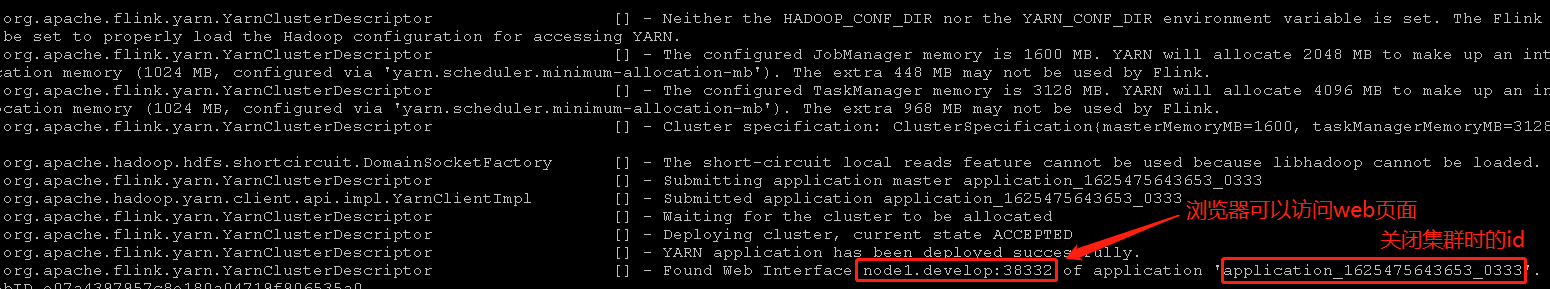 org.apache.flink.yarn.YarnClusterDescriptor [] - Neither the HADOOP_CONF_DIR nor the YARN_CONF_DIR environment variable is set. The Flink
be set to properly load the Hadoop configuration for accessing YARN.
org.apache.flink.yarn.YarnClusterDescriptor [] - The configured JobManager memory is 1600 MB. YARN will allocate 2048 MB to make up an int
cation memory (1024 MB, configured via 'yarn.scheduler.minimum-allocation-mb'). The extra 448 MB may not be used by Flink.
org.apache.flink.yarn.YarnClusterDescriptor [] - The configured TaskManager memory is 3128 MB. YARN will allocate 4096 MB to make up an in
ocation memory (1024 MB, configured via 'yarn.scheduler.minimum-allocation-mb'). The extra 968 MB may not be used by Flink.
org.apache.flink.yarn.YarnClusterDescriptor [] - Cluster specification: ClusterSpecification{masterMemoryMB=1600, taskManagerMemoryMB=3128
org.apache.hadoop.hdfs.shortcircuit.DomainSocketFactory [] - The short-circuit local reads feature cannot be used because libhadoop cannot be loaded.
org.apache.flink.yarn.YarnClusterDescriptor [] - Submitting application master application_1625475643653_0333
org.apache.hadoop.yarn.client.api.impl.YarnClientImpl [] - Submitted application application_1625475643653_0333
org.apache.flink.yarn.YarnClusterDescriptor [] - Waiting for the cluster to be allocated
浏览器可以访问web页面
org.apache.flink.yarn.YarnClusterDescriptor [] - Deploying cluster, current state ACCEPTED
关闭集群时的id
org.apache.flink.yarn.YarnClusterDescriptor [] - YARN application has been deployed successfully.
org.apache.flink.yarn.YarnClusterDescriptor [] - Found Web Interface node1.develop:38332 of application 'application_1625475643653_0333'.